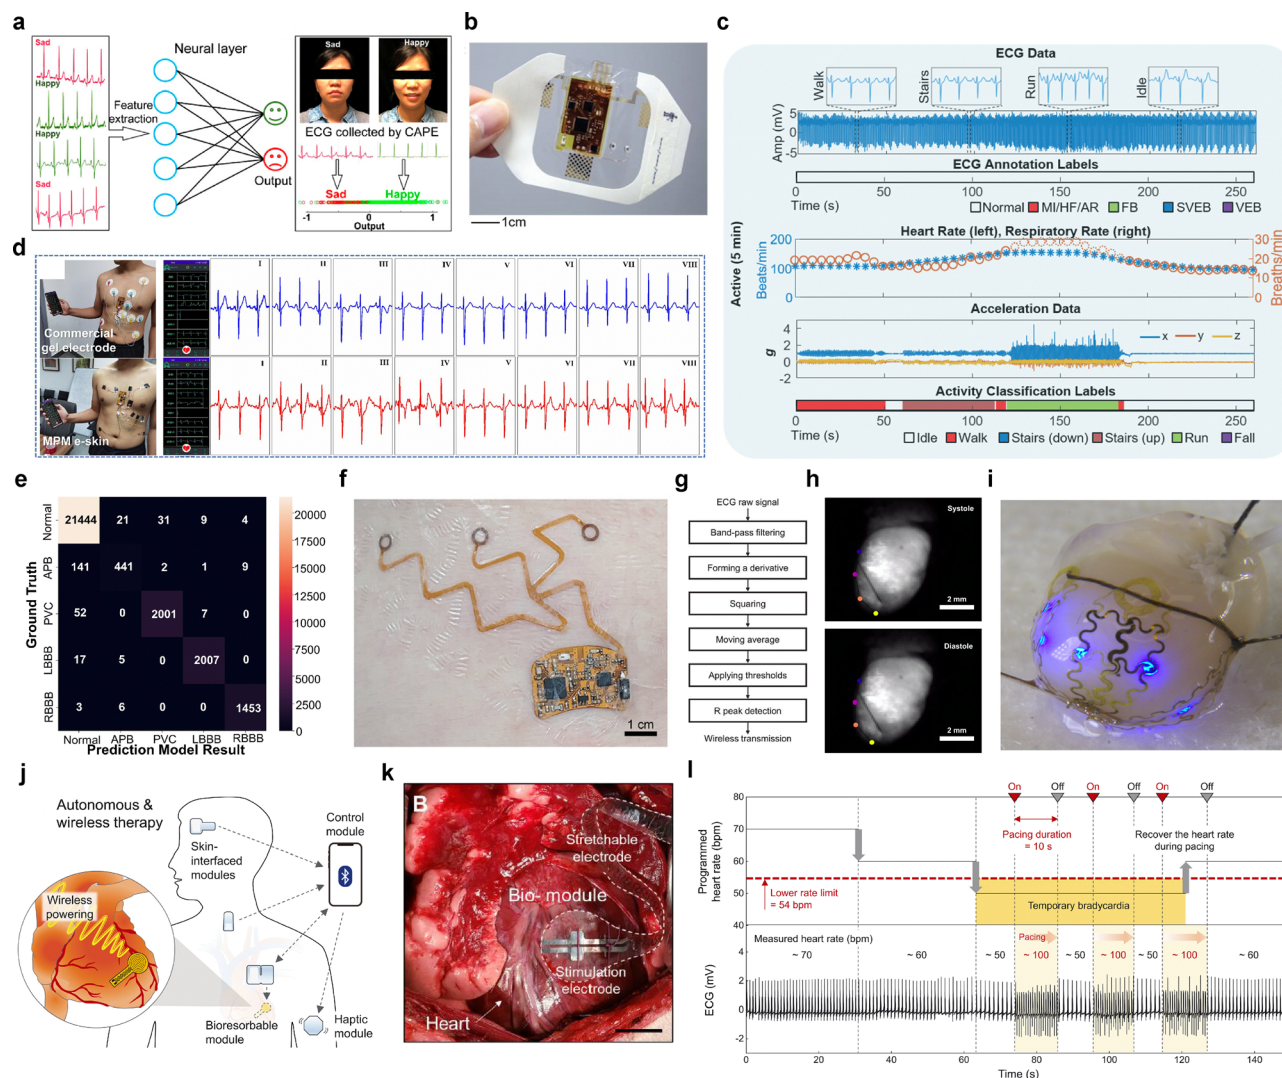 a
Sad
Happy
Happy
Sad
Feature
extraction
Neural layer
Output
Sad
Happy
ECG collected by CAPE
Sad
Happy
-1
0
1
Output
b
1cm
c
ECG Data
Walk
Stairs
Run
Idle
Amp (mV)
5
0
-5
ECG Annotation Labels
0
50
100
150
200
250
Time (s)
Normal
MI/HF/AR
FB
SVEB
VEB
Active (5 min)
Heart Rate (left), Respiratory Rate (right)
Beats/min
200
100
0
30
20
10
0
Breaths/min
Acceleration Data
g
4
2
0
-2
x
y
z
Activity Classification Labels
0
50
100
150
200
250
Time (s)
Idle
Walk
Stairs (down)
Stairs (up)
Run
Fall
d
Commercial
gel electrode
I
II
III
IV
V
VI
VII
VIII
MPM e-skin
I
II
III
IV
V
VI
VII
VIII
e
Ground Truth
Normal
21444
21
31
9
4
APB
141
441
2
1
9
PVC
52
0
2001
7
LBBB
17
5
0
2007
RBBB
3
6
0
0
1453
Normal
APB
PVC
LBBB
RBBB
Prediction Model Result
20000
17500
15000
12500
10000
7500
5000
2500
0
f
1 cm
g
ECG raw signal
Band-pass filtering
Forming a derivative
Squaring
Moving average
Applying thresholds
R peak detection
Wireless transmission
h
Systole
2 mm
Diastole
2 mm
i
j
Autonomous &
wireless therapy
Skin-
interfaced
modules
Control
module
Wireless
powering
Bioresorbable
module
Haptic
module
k
B
Stretchable
electrode
Bio- module
Stimulation
electrode
Heart
l
On
Off
On
Off
On
Off
Programmed
heart rate (bpm)
80
70
60
50
40
Pacing duration
= 10 s
Recover the heart rate
during pacing
Lower rate limit
= 54 bpm
Temporary bradycardia
Measured heart rate (bpm)
Pacing
~ 70
~ 60
~ 50
~ 100
~ 50
~ 100
~ 50
~ 100
~ 60
ECG (mV)
4
2
0
-2
0
20
40
60
80
100
120
140
Time (s)